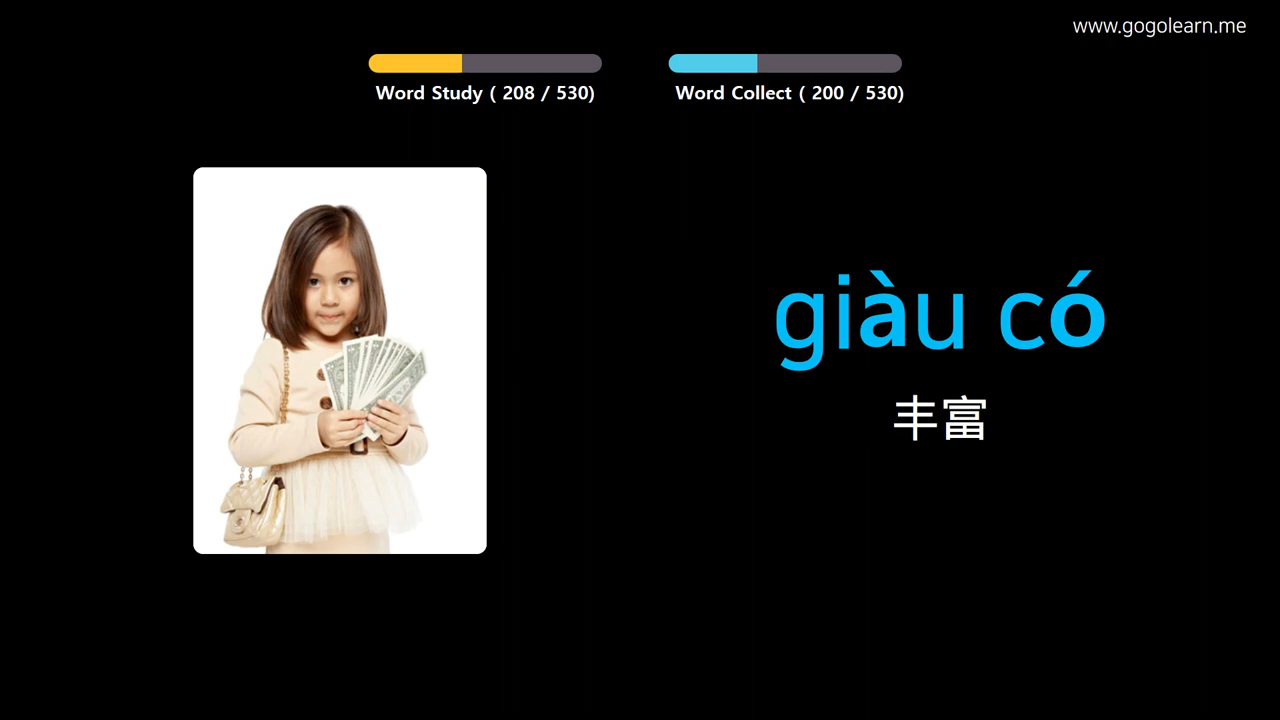 www.gogolearn.me
Word Study ( 208 / 530)
Word Collect ( 200 / 530)
giàu có
丰富